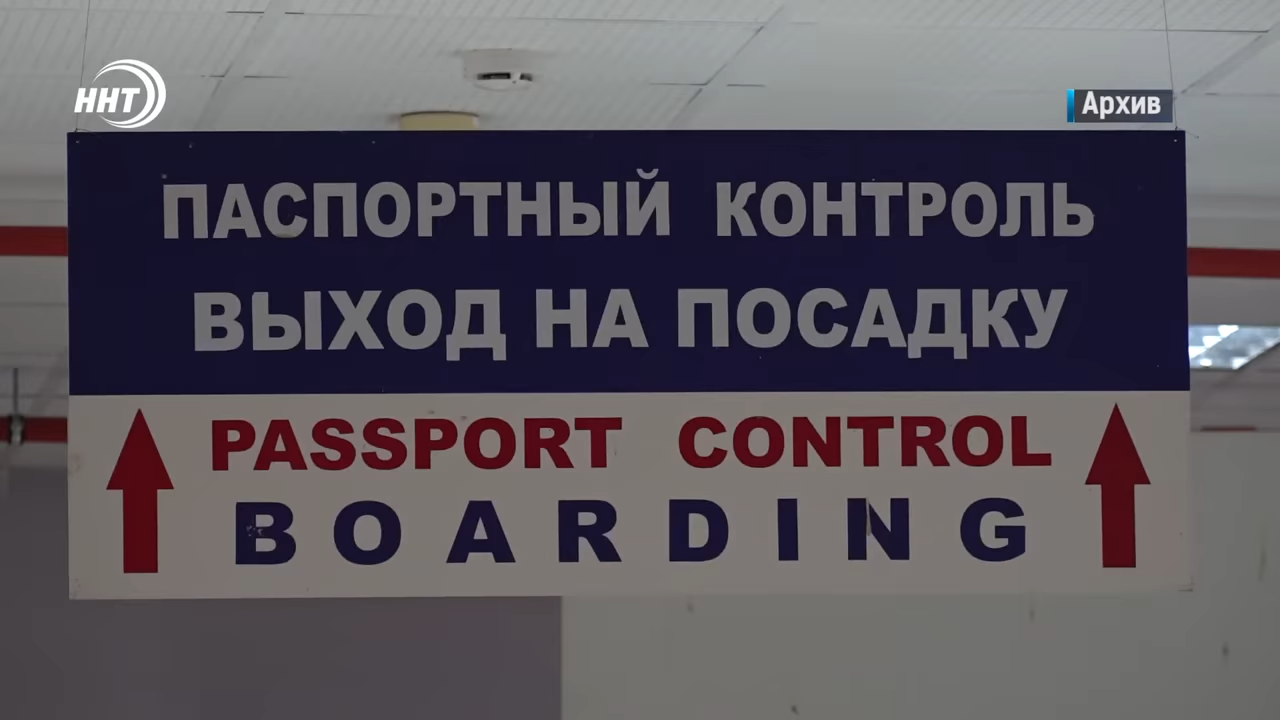 ННТ
Архив
ПАСПОРТНЫЙ КОНТРОЛЬ
ВЫХОД НА ПОСАДКУ
PASSPORT CONTROL
BOARDING